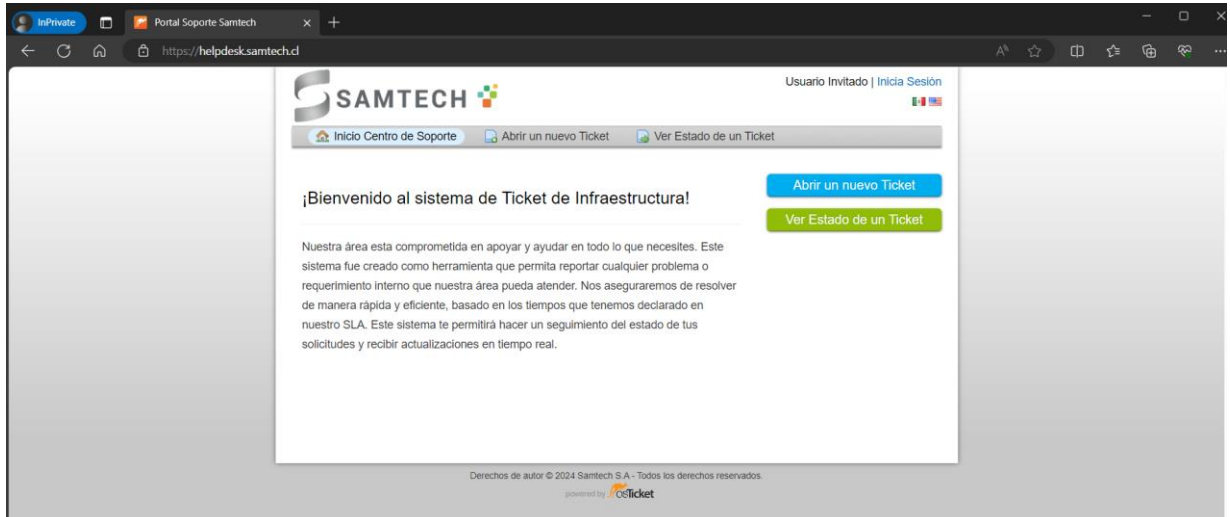 InPrivate
Portal Soporte Samtech
https://helpdesk.samtech.cl
SAMTECH
Usuario Invitado | Inicia Sesión
Inicio Centro de Soporte
Abrir un nuevo Ticket
Ver Estado de un Ticket
¡Bienvenido al sistema de Ticket de Infraestructura!
Abrir un nuevo Ticket
Ver Estado de un Ticket
Nuestra área esta comprometida en apoyar y ayudar en todo lo que necesites. Este
sistema fue creado como herramienta que permita reportar cualquier problema o
requerimiento interno que nuestra área pueda atender. Nos aseguraremos de resolver
de manera rápida y eficiente, basado en los tiempos que tenemos declarado en
nuestro SLA. Este sistema te permitirá hacer un seguimiento del estado de tus
solicitudes y recibir actualizaciones en tiempo real.
Derechos de autor © 2024 Samtech S.A - Todos los derechos reservados.
powered by osTicket